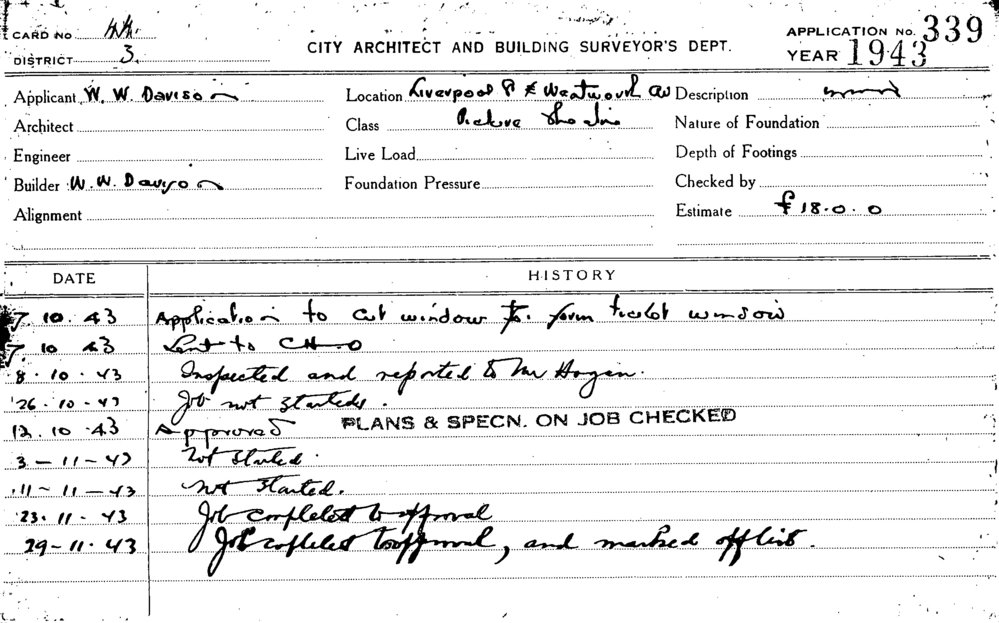 CARD NO
APPLICATION No. 339
DISTRICT 3.
CITY ARCHITECT AND BUILDING SURVEYOR'S DEPT.
YEAR 1943
Applicant W. W. Davison
Location Liverpool & Wentworth Av
Description
Architect
Class Picture Theatre
Nature of Foundation
Engineer
Live Load
Depth of Footings
Builder W. W. Davison
Foundation Pressure
Checked by
Alignment
Estimate £18.0.0
DATE HISTORY
7.10.43 Application to cut window to form ticket window
7 10 43 Sent to CHO
8.10.43 Inspected and reported to Mr Hogan.
26.10.43 Job not started.
PLANS & SPECN. ON JOB CHECKED
12.10.43 Approved
3-11-43 Not started.
11-11-43 Not started.
23.11.43 Job completed to approval
29-11.43 Job completed to approval, and marked off list.